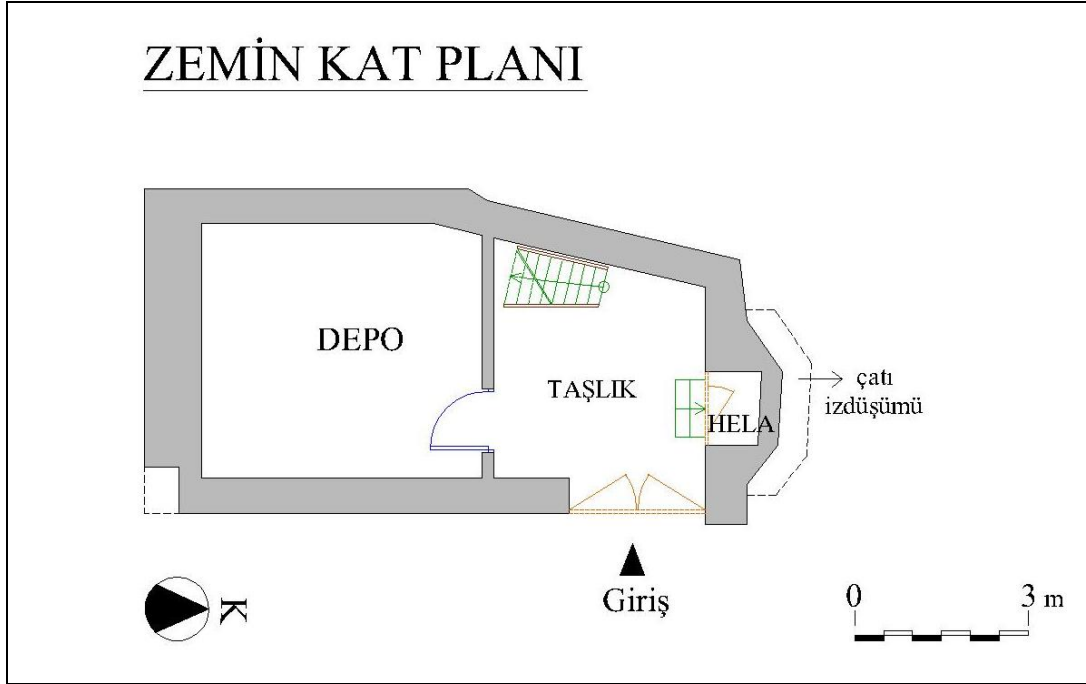 ZEMİN KAT PLANI
DEPO
TAŞLIK
HELA
çatı
izdüşümü
Giriş
K
0 3 m